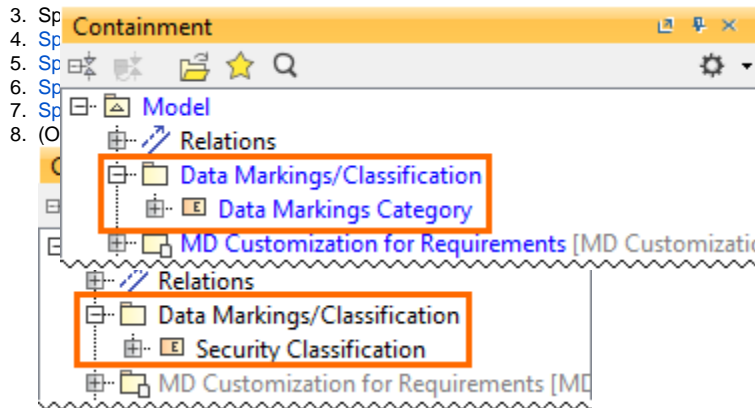 3. Sp
4. Sp
5. Sp
6. Sp
7. Sp
8. (O
Containment
Model
Relations
Data Markings/Classification
E Data Markings Category
MD Customization for Requirements [MD Customizatio
C
Relations
Data Markings/Classification
E Security Classification
MD Customization for Requirements [MD